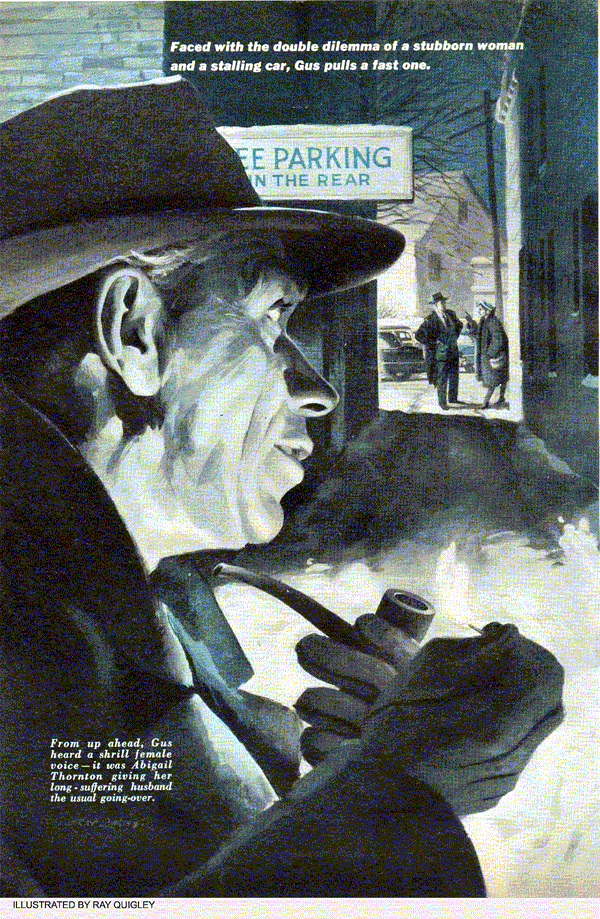 Faced with the double dilemma of a stubborn woman
and a stalling car, Gus pulls a fast one.
EE PARKING
N THE REAR
From up ahead, Gus
heard a shrill female
voice—it was Abigail
Thornton giving her
long-suffering husband
the usual going-over.
ILLUSTRATED BY RAY QUIGLEY